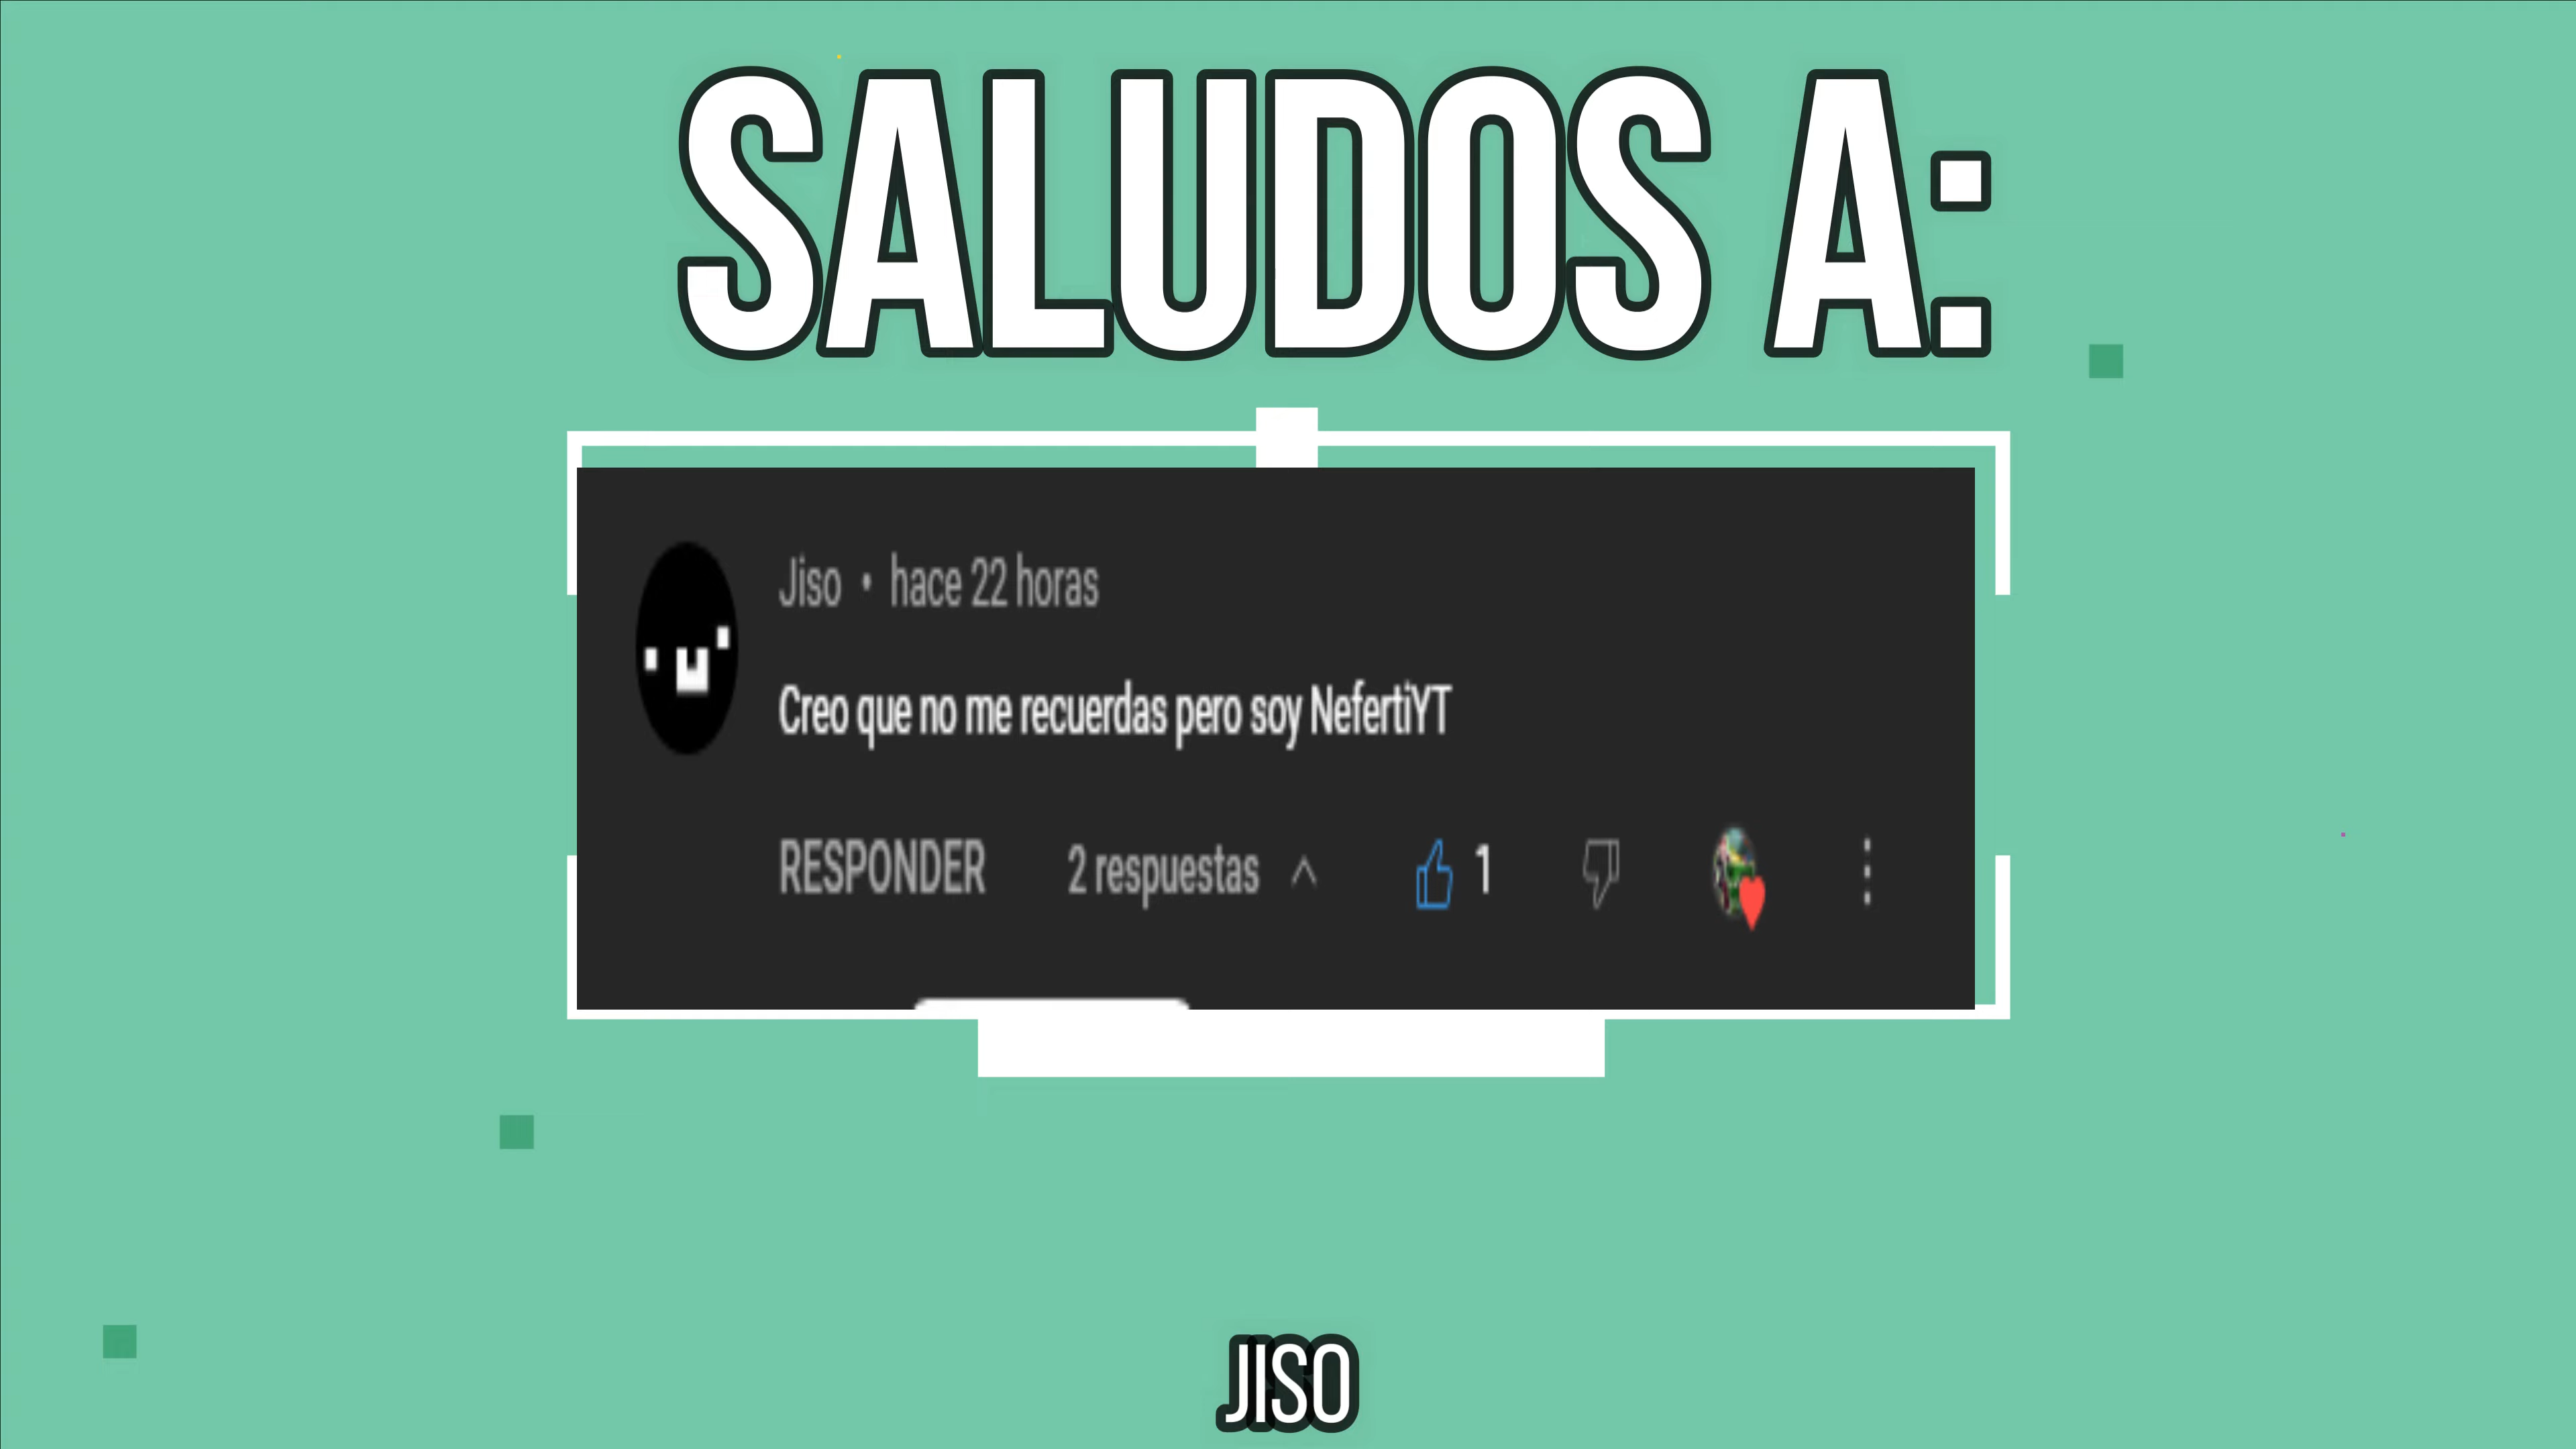 SALUDOS A:
Jiso • hace 22 horas
Creo que no me recuerdas pero soy NefertiYT
RESPONDER 2 respuestas 1
JISO